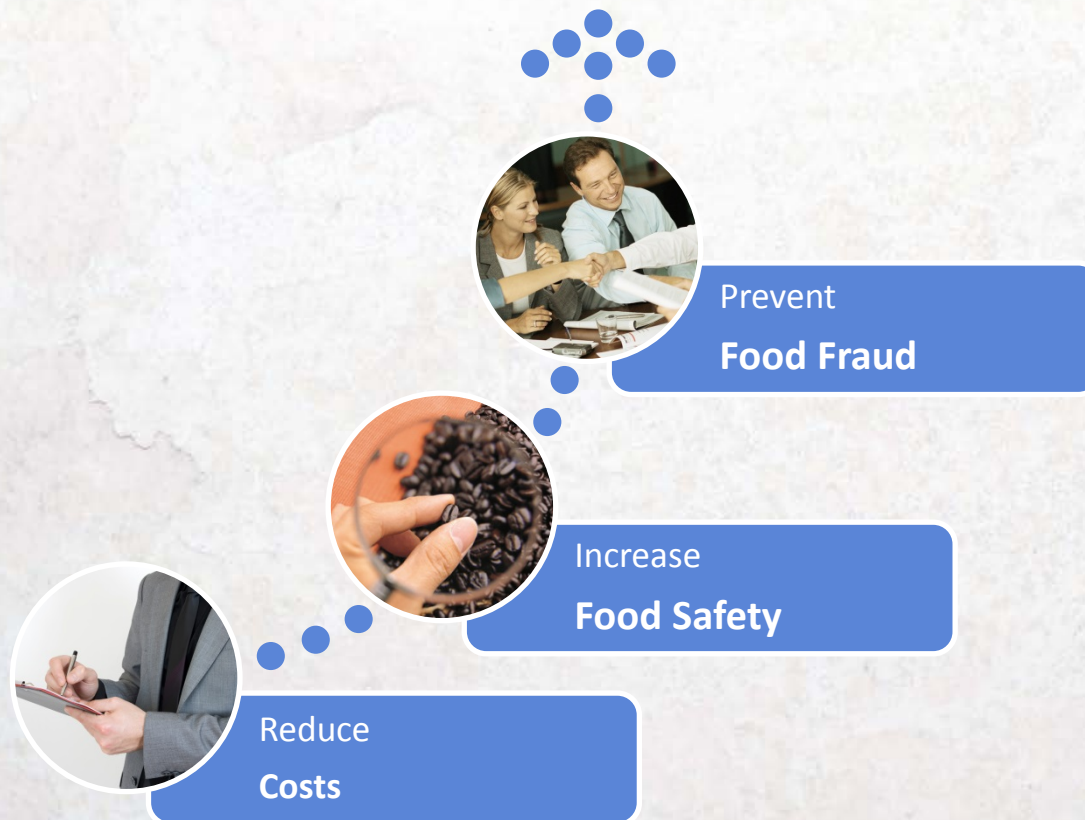 Prevent
Food Fraud
Increase
Food Safety
Reduce
Costs